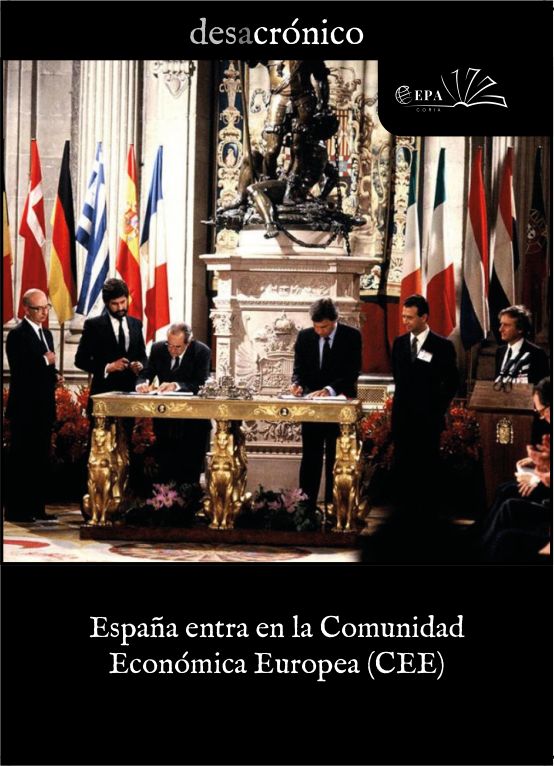 desacrónico
EPA
CORIA
España entra en la Comunidad
Económica Europea (CEE)